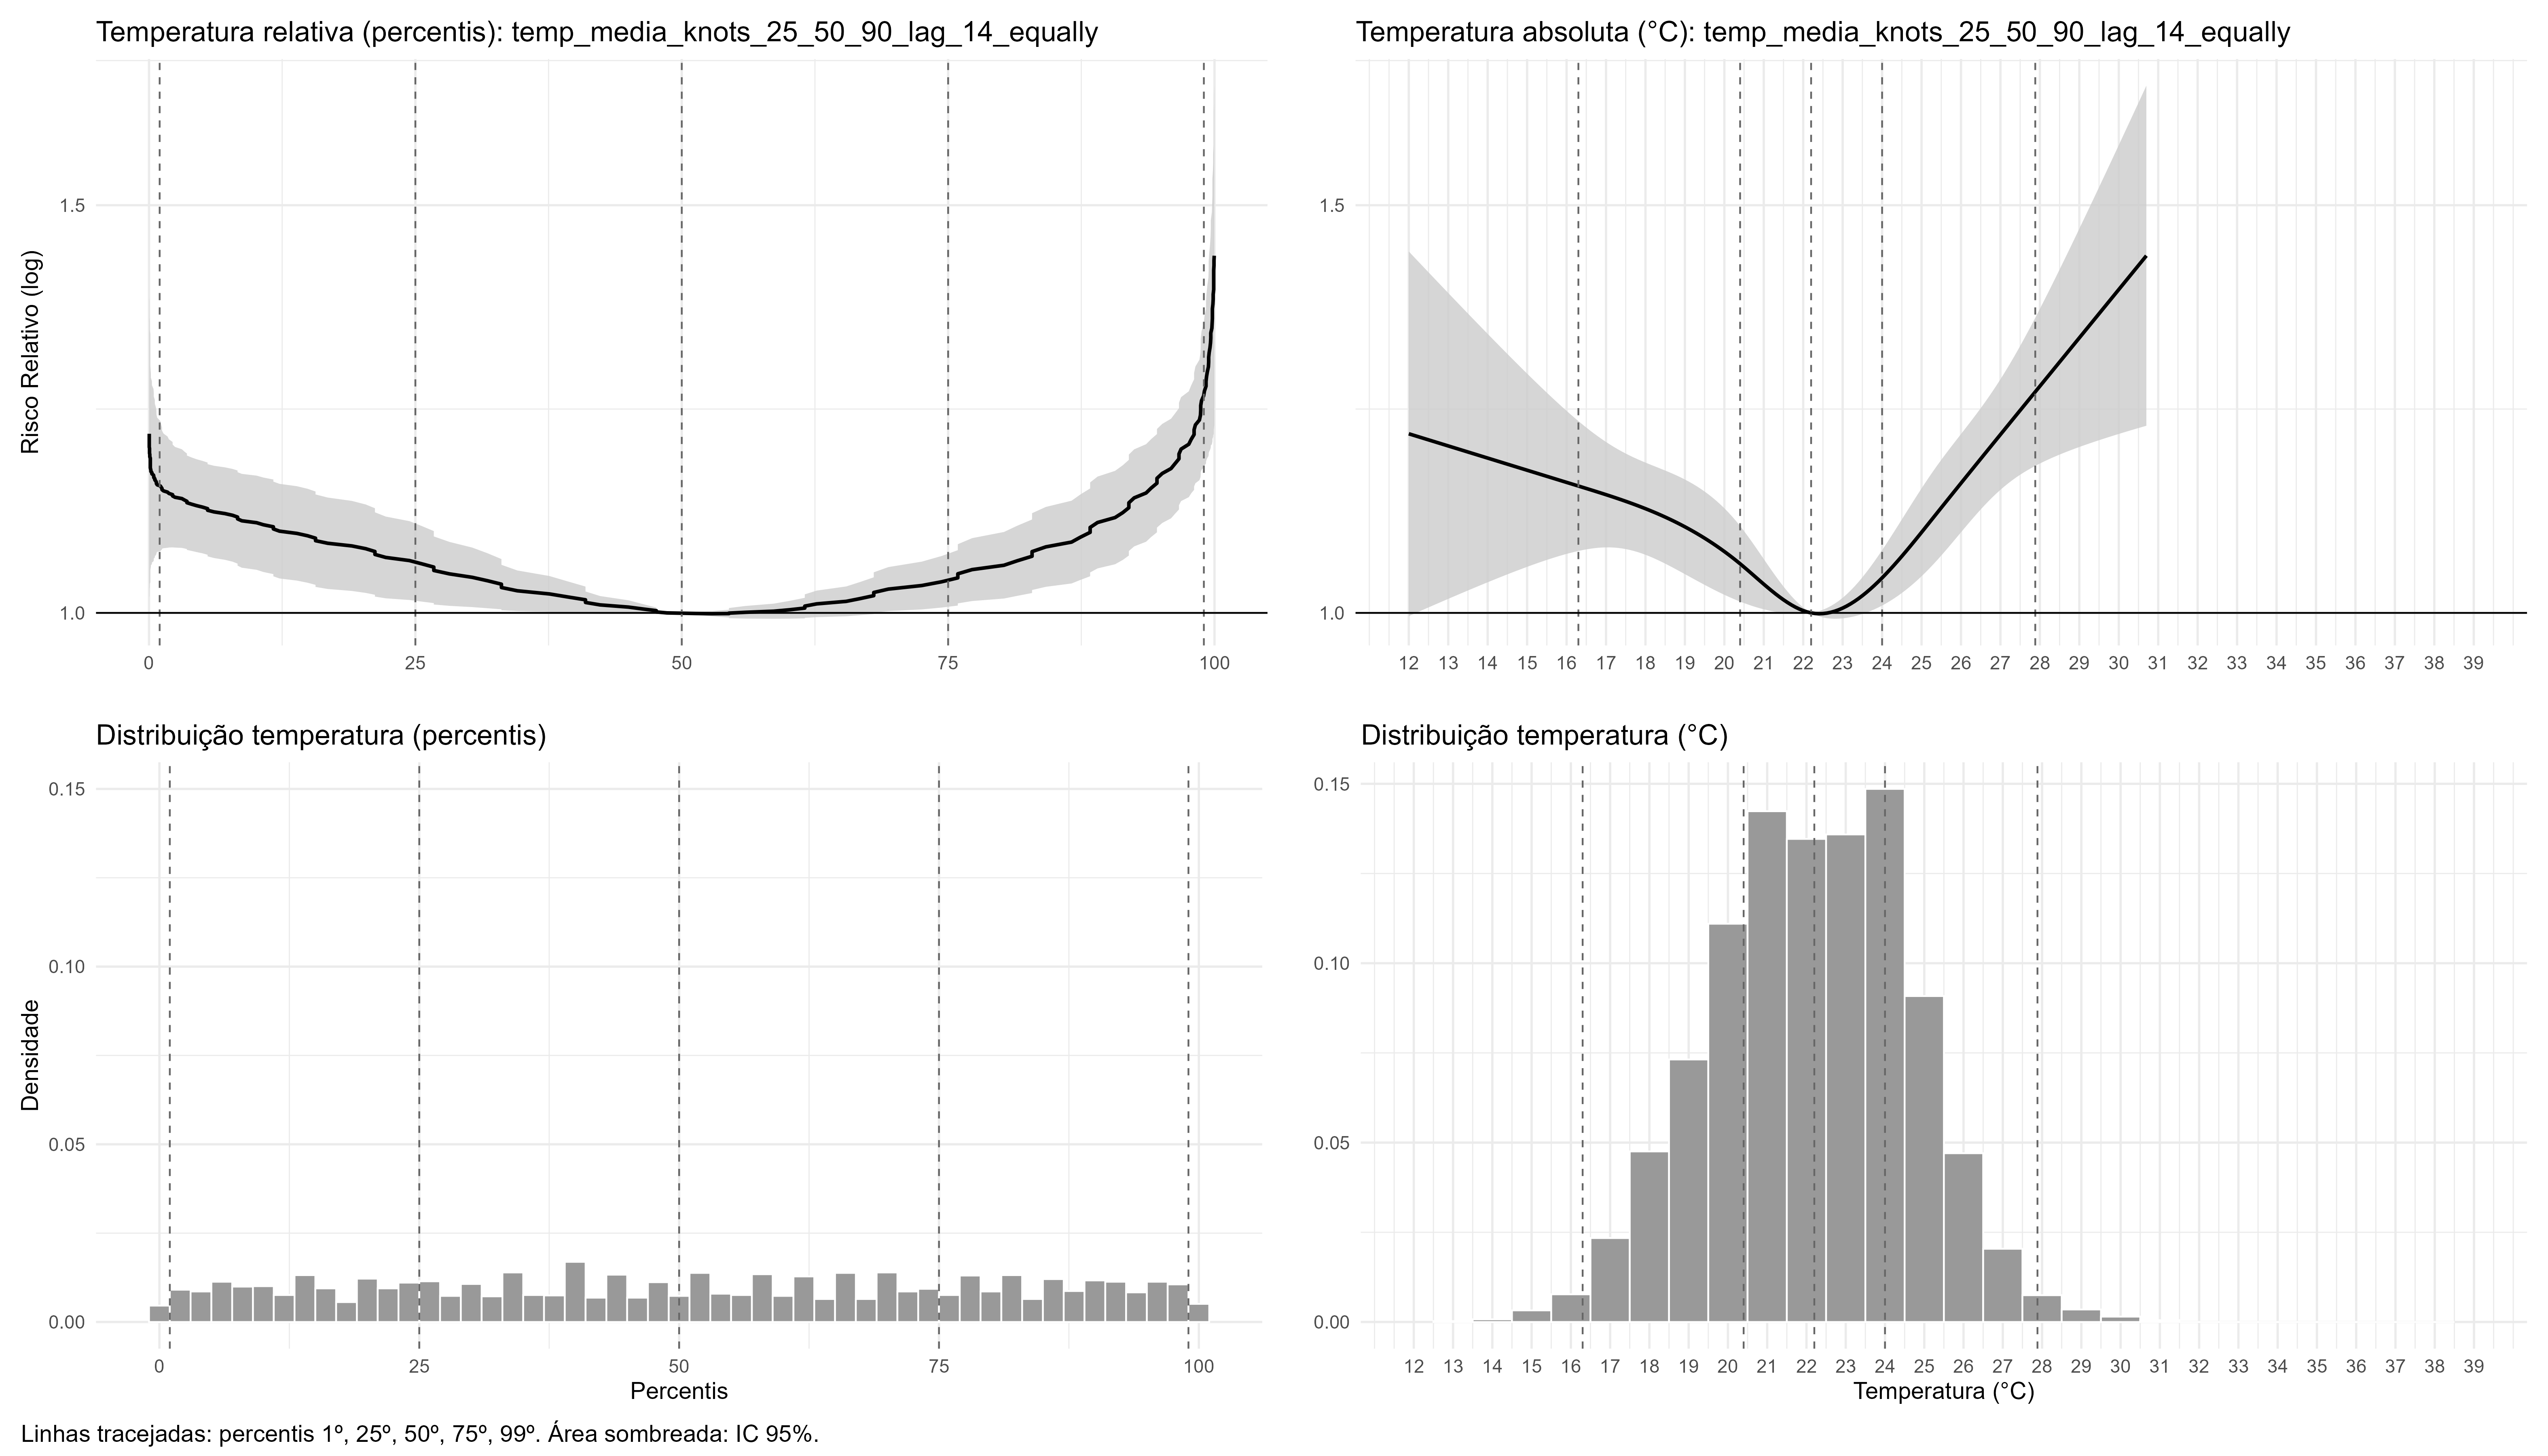 Temperatura relativa (percentis): temp_media_knots_25_50_90_lag_14_equally
Risco Relativo (log)
1.5
1.0
0 25 50 75 100
Temperatura absoluta (°C): temp_media_knots_25_50_90_lag_14_equally
1.5
1.0
12 13 14 15 16 17 18 19 20 21 22 23 24 25 26 27 28 29 30 31 32 33 34 35 36 37 38 39
Distribuição temperatura (percentis)
Densidade
0.15
0.10
0.05
0.00
0 25 50 75 100
Percentis
Distribuição temperatura (°C)
0.15
0.10
0.05
0.00
12 13 14 15 16 17 18 19 20 21 22 23 24 25 26 27 28 29 30 31 32 33 34 35 36 37 38 39
Temperatura (°C)
Linhas tracejadas: percentis 1º, 25º, 50º, 75º, 99º. Área sombreada: IC 95%.